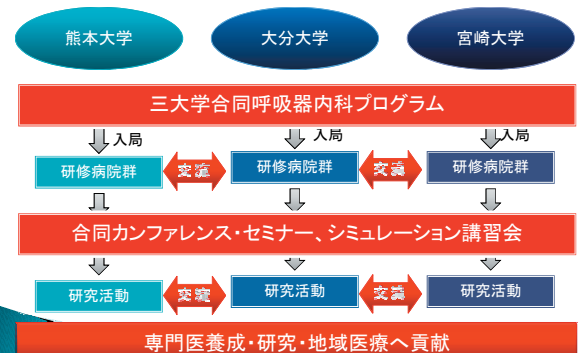 熊本大学 大分大学 宮崎大学
三大学合同呼吸器内科プログラム
入局 入局 入局
研修病院群 交流 研修病院群 交流 研修病院群
合同カンファレンス・セミナー、シミュレーション講習会
研究活動 交流 研究活動 交流 研究活動
専門医養成・研究・地域医療へ貢献